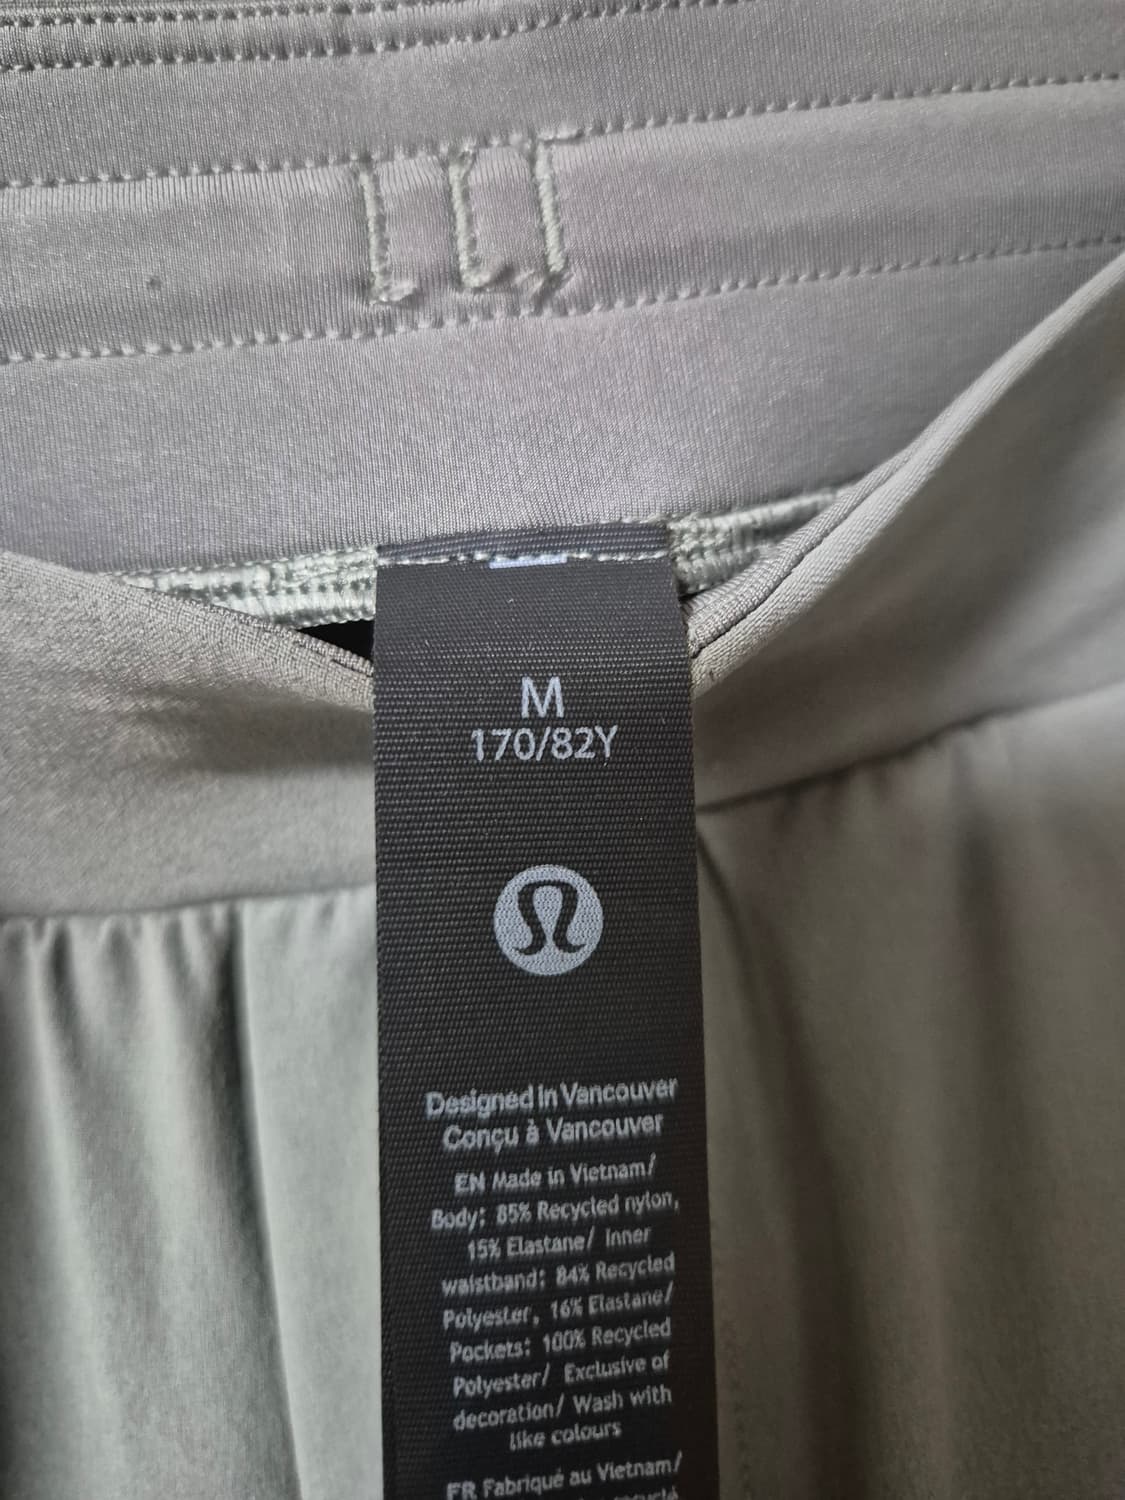 M
170/82Y
Designed in Vancouver
Conçu à Vancouver
EN Made in Vietnam/
Body: 85% Recycled nylon,
15% Elastane/ Inner
waistband: 84% Recycled
Polyester, 16% Elastane/
Pockets: 100% Recycled
Polyester/ Exclusive of
decoration/ Wash with
like colours
FR Fabriqué au Vietnam/